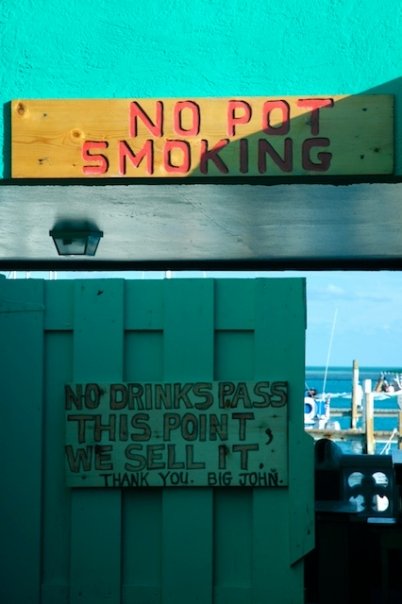 NO POT
SMOKING
NO DRINKS PASS
THIS POINT,
WE SELL IT.
THANK YOU. BIG JOHN.